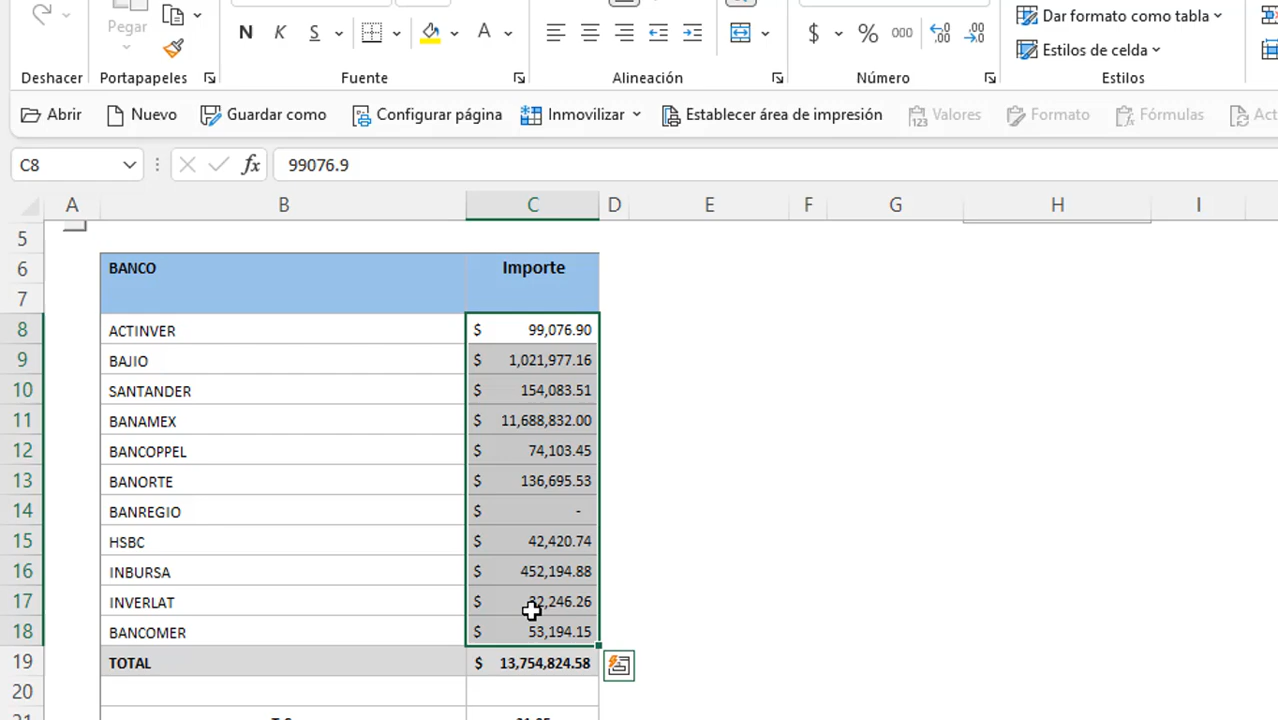 Pegar
Deshacer
Portapapeles
N K S A
Fuente
Alineación
$ % 000
Número
Dar formato como tabla
Estilos de celda
Estilos
Abrir Nuevo Guardar como Configurar página Inmovilizar Establecer área de impresión Valores Formato Fórmulas Act
C8 fx 99076.9
A B C D E F G H I
5
6 BANCO Importe
7
8 ACTINVER $ 99,076.90
9 BAJIO $ 1,021,977.16
10 SANTANDER $ 154,083.51
11 BANAMEX $ 11,688,832.00
12 BANCOPPEL $ 74,103.45
13 BANORTE $ 136,695.53
14 BANREGIO $ -
15 HSBC $ 42,420.74
16 INBURSA $ 452,194.88
17 INVERLAT $ 32,246.26
18 BANCOMER $ 53,194.15
19 TOTAL $ 13,754,824.58
20
21